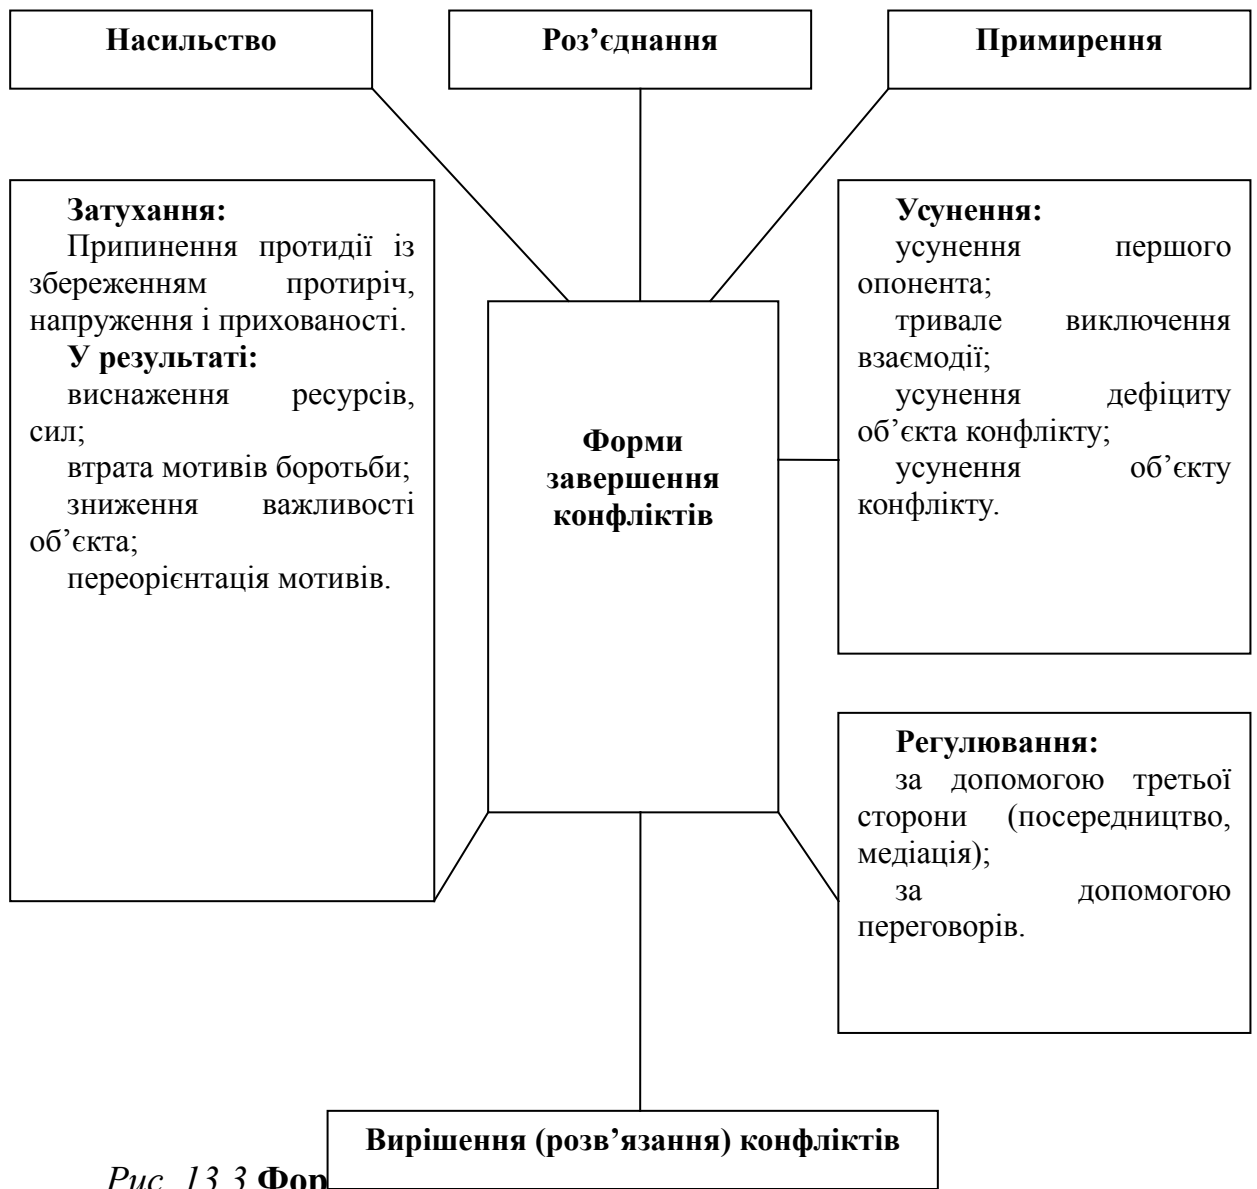 Насильство
Роз’єднання
Примирення
Затухання:
Припинення протидії із
збереженням протиріч,
напруження і прихованості.
У результаті:
виснаження ресурсів,
сил;
втрата мотивів боротьби;
зниження важливості
об’єкта;
переорієнтація мотивів.
Форми
завершення
конфліктів
Усунення:
усунення першого
опонента;
тривале виключення
взаємодії;
усунення дефіциту
об’єкта конфлікту;
усунення об’єкту
конфлікту.
Регулювання:
за допомогою третьої
сторони (посередництво,
медіація);
за допомогою
переговорів.
Вирішення (розв’язання) конфліктів
Рис. 13.3 Фор